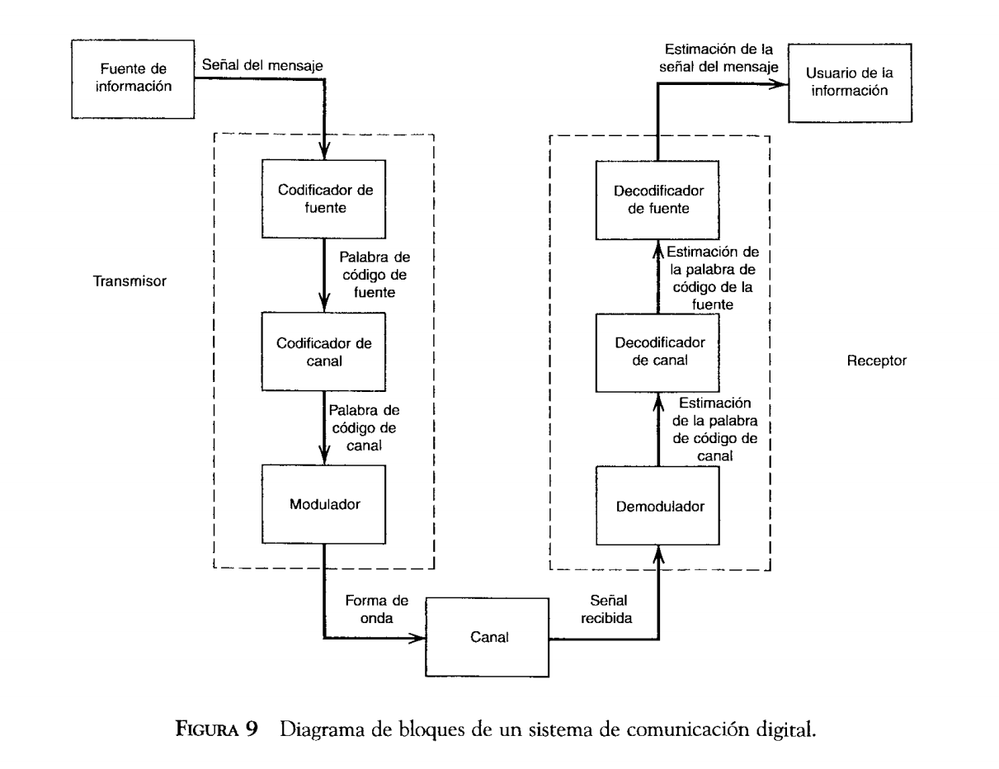 Fuente de
información
Señal del mensaje
Codificador de
fuente
Palabra de
código de
fuente
Transmisor
Codificador de
canal
Palabra de
código de
canal
Modulador
Forma de
onda
Canal
Señal
recibida
Demodulador
Estimación
de la palabra
de código de
canal
Decodificador
de canal
Receptor
Estimación de
la palabra de
código de la
fuente
Decodificador
de fuente
Estimación de la
señal del mensaje
Usuario de la
información
FIGURA 9 Diagrama de bloques de un sistema de comunicación digital.